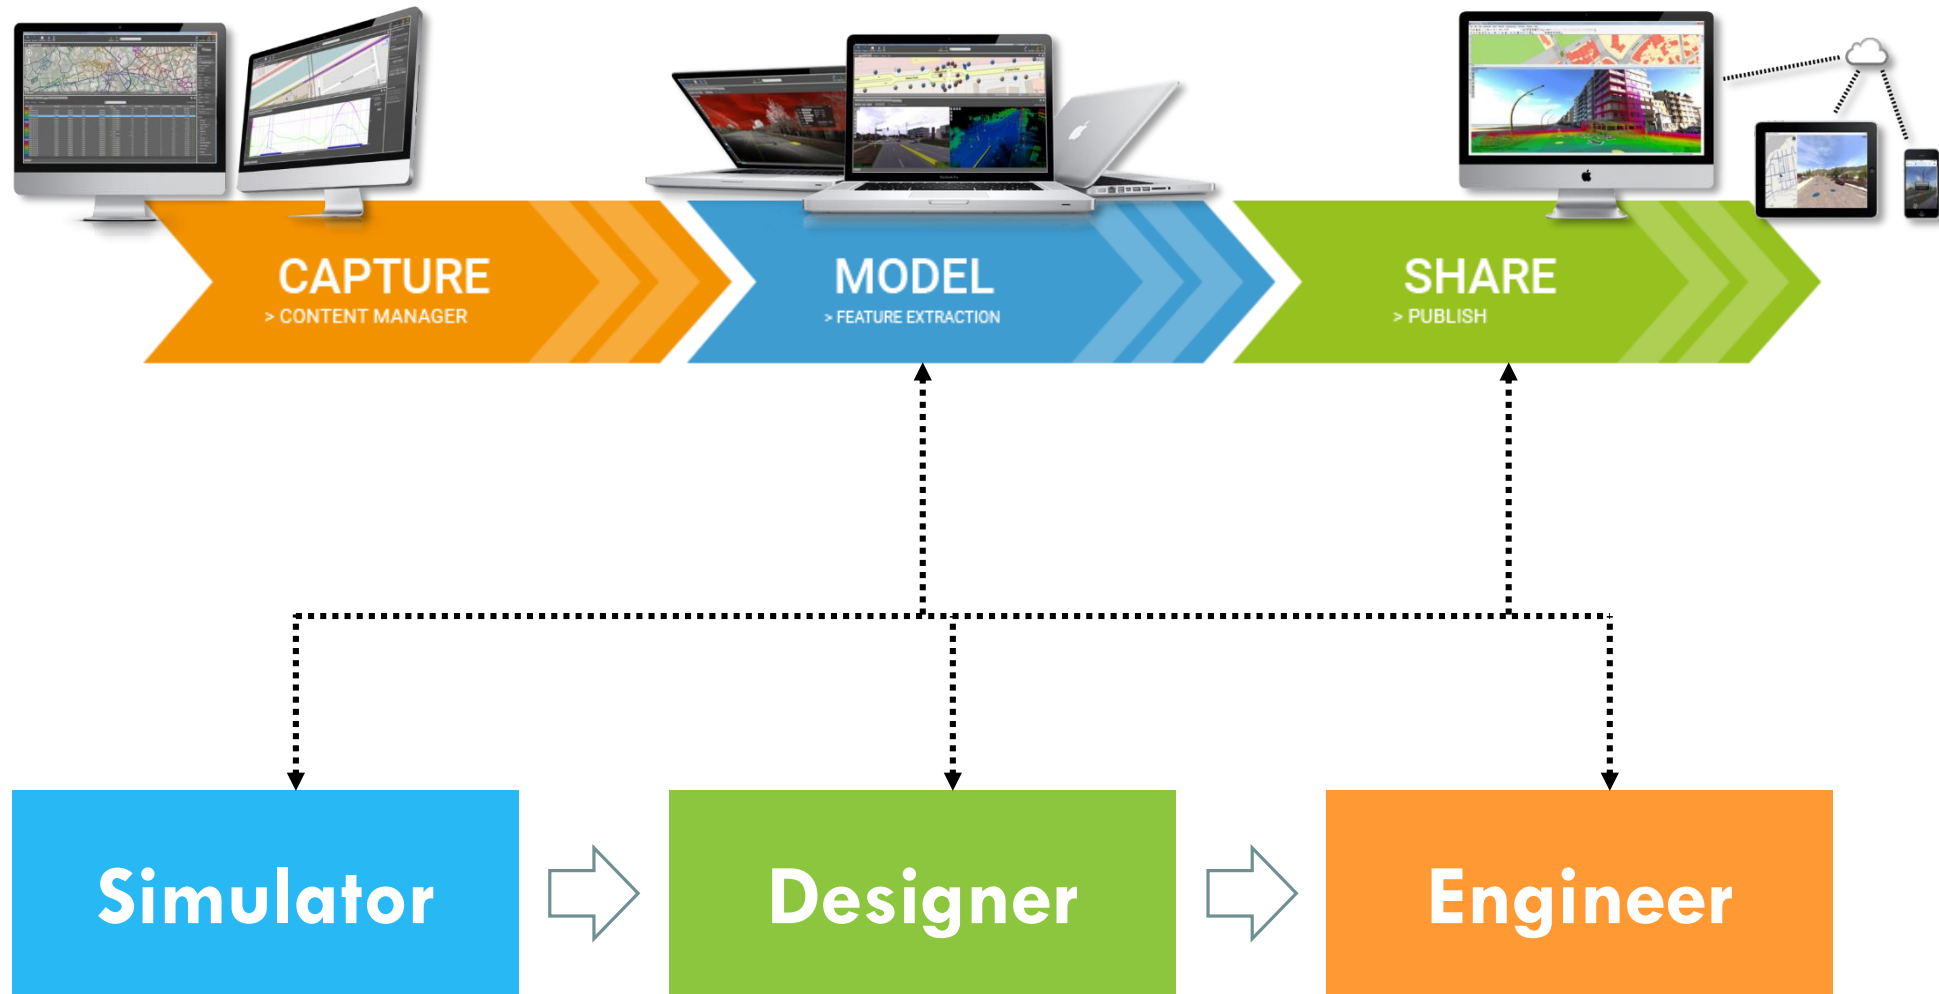 CAPTURE
> CONTENT MANAGER
MODEL
> FEATURE EXTRACTION
SHARE
> PUBLISH
Simulator
Designer
Engineer